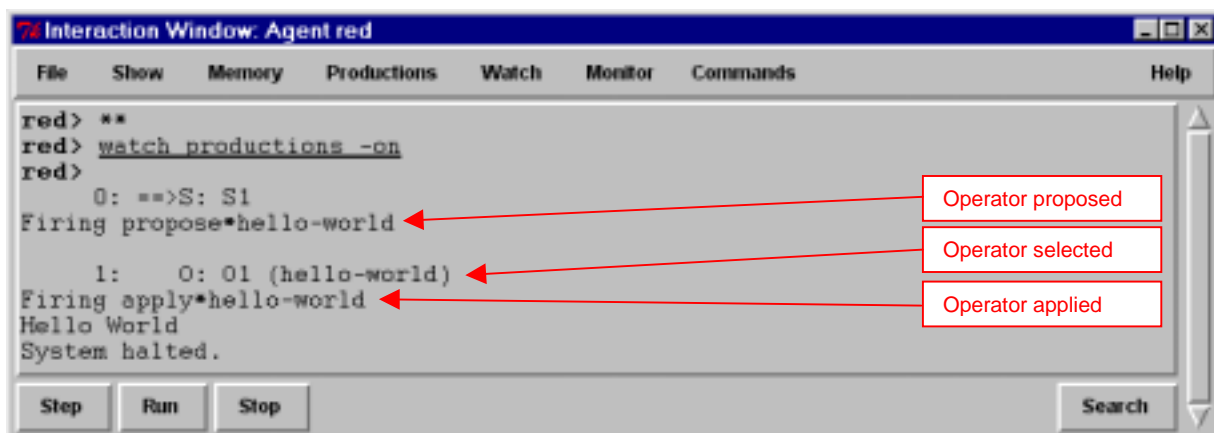 Interaction Window: Agent red
File Show Memory Productions Watch Monitor Commands Help
red> **
red> watch productions -on
red>
0: ==>S: S1
Firing propose*hello-world
1: O: O1 (hello-world)
Firing apply*hello-world
Hello World
System halted.
Operator proposed
Operator selected
Operator applied
Step Run Stop Search